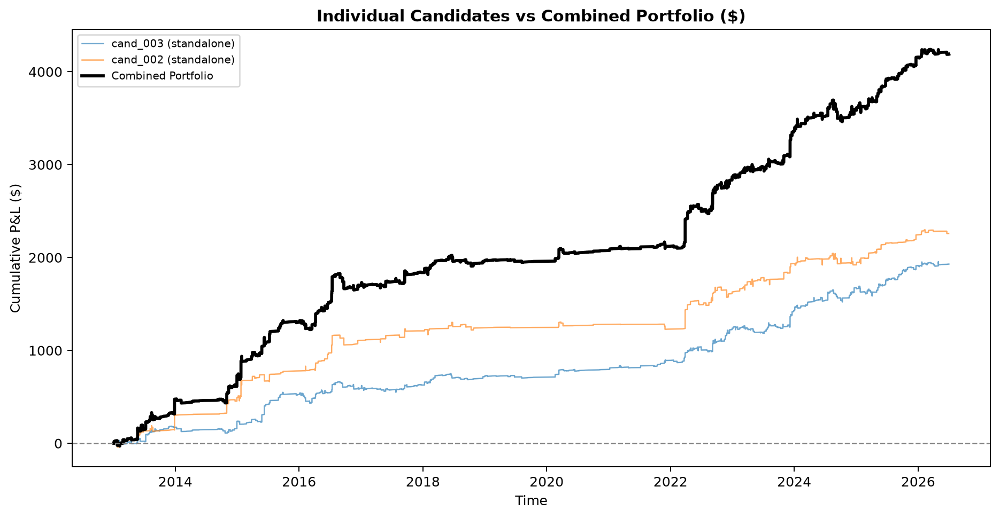 Individual Candidates vs Combined Portfolio ($)
cand_003 (standalone)
cand_002 (standalone)
Combined Portfolio
Cumulative P&L ($)
4000
3000
2000
1000
0
2014
2016
2018
2020
2022
2024
2026
Time